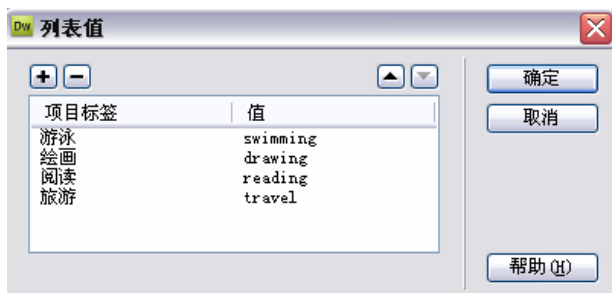 Dw 列表值
确定
项目标签 值
取消
游泳 swimming
绘画 drawing
阅读 reading
旅游 travel
帮助(H)